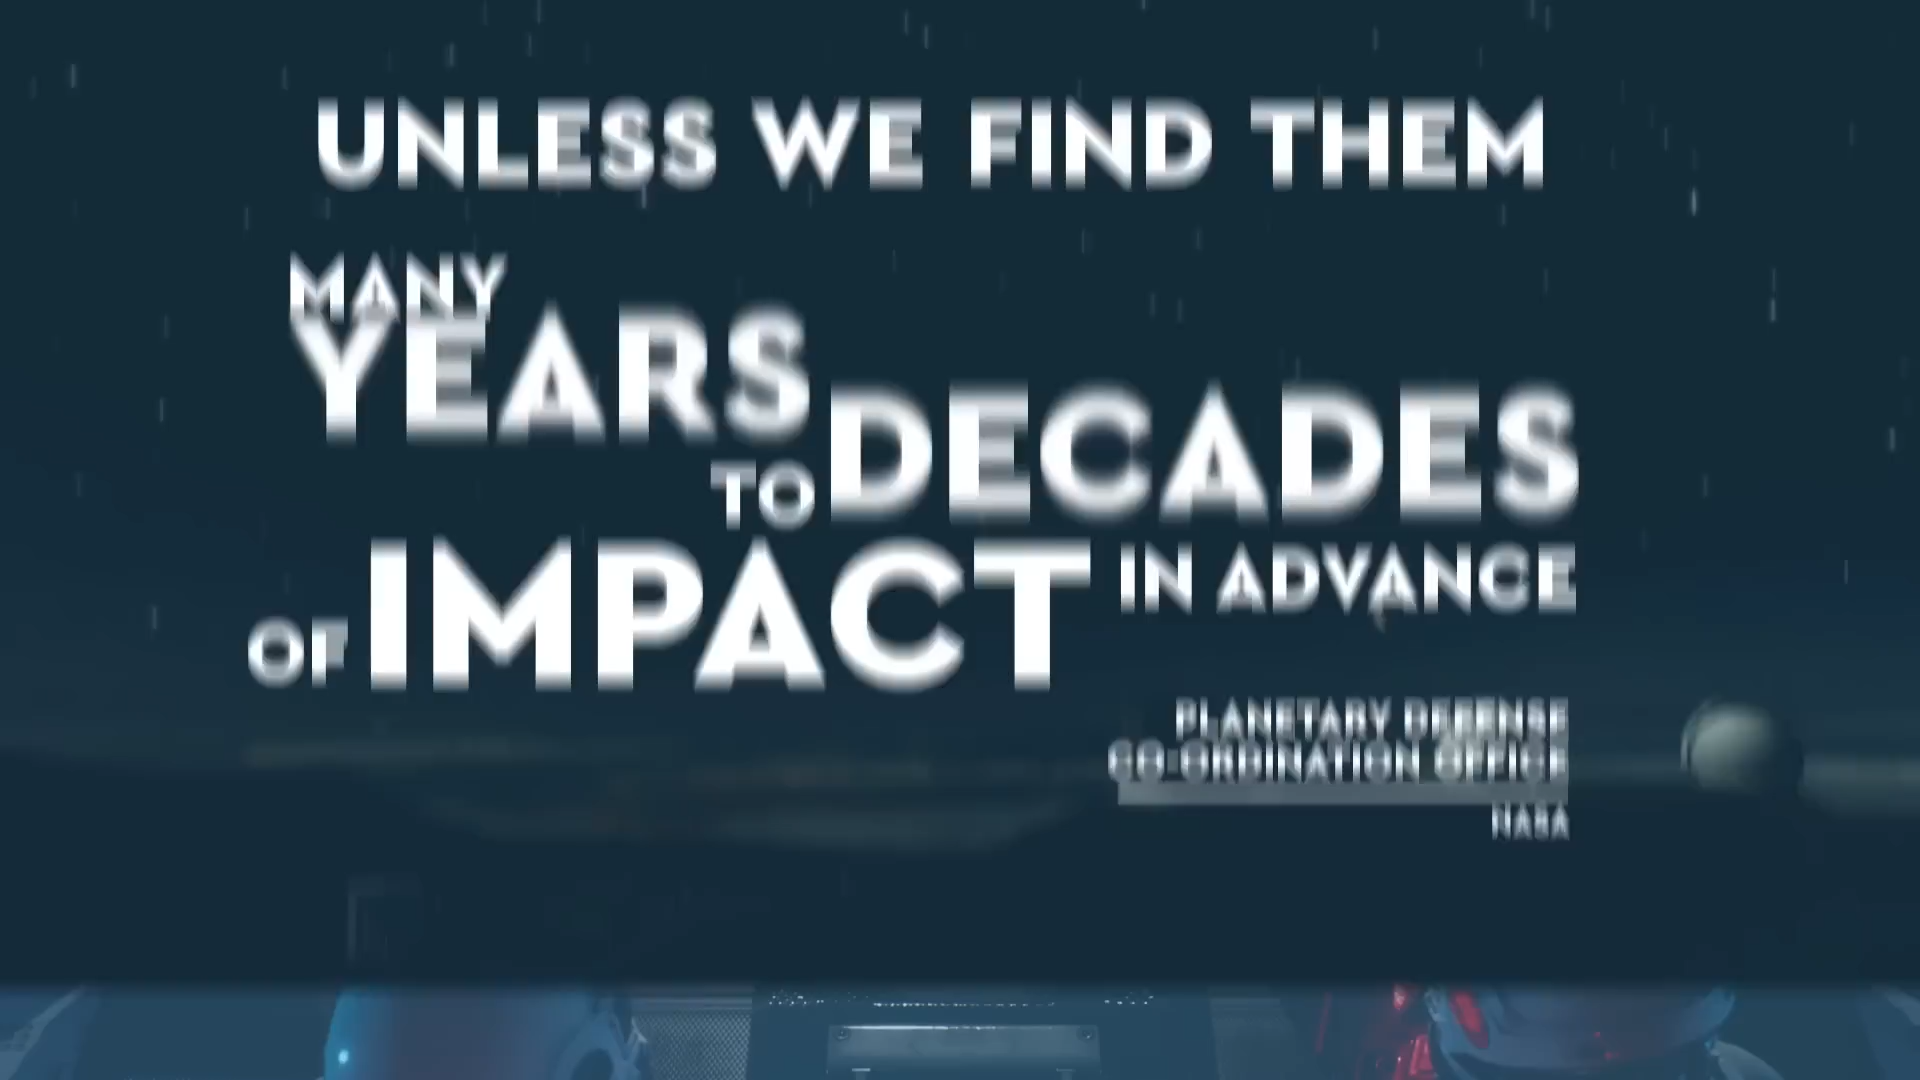 UNLESS WE FIND THEM
MANY
YEARS
TO DECADES
OF IMPACT IN ADVANCE
PLANETARY DEFENSE
CO-ORDINATION OFFICE
NASA